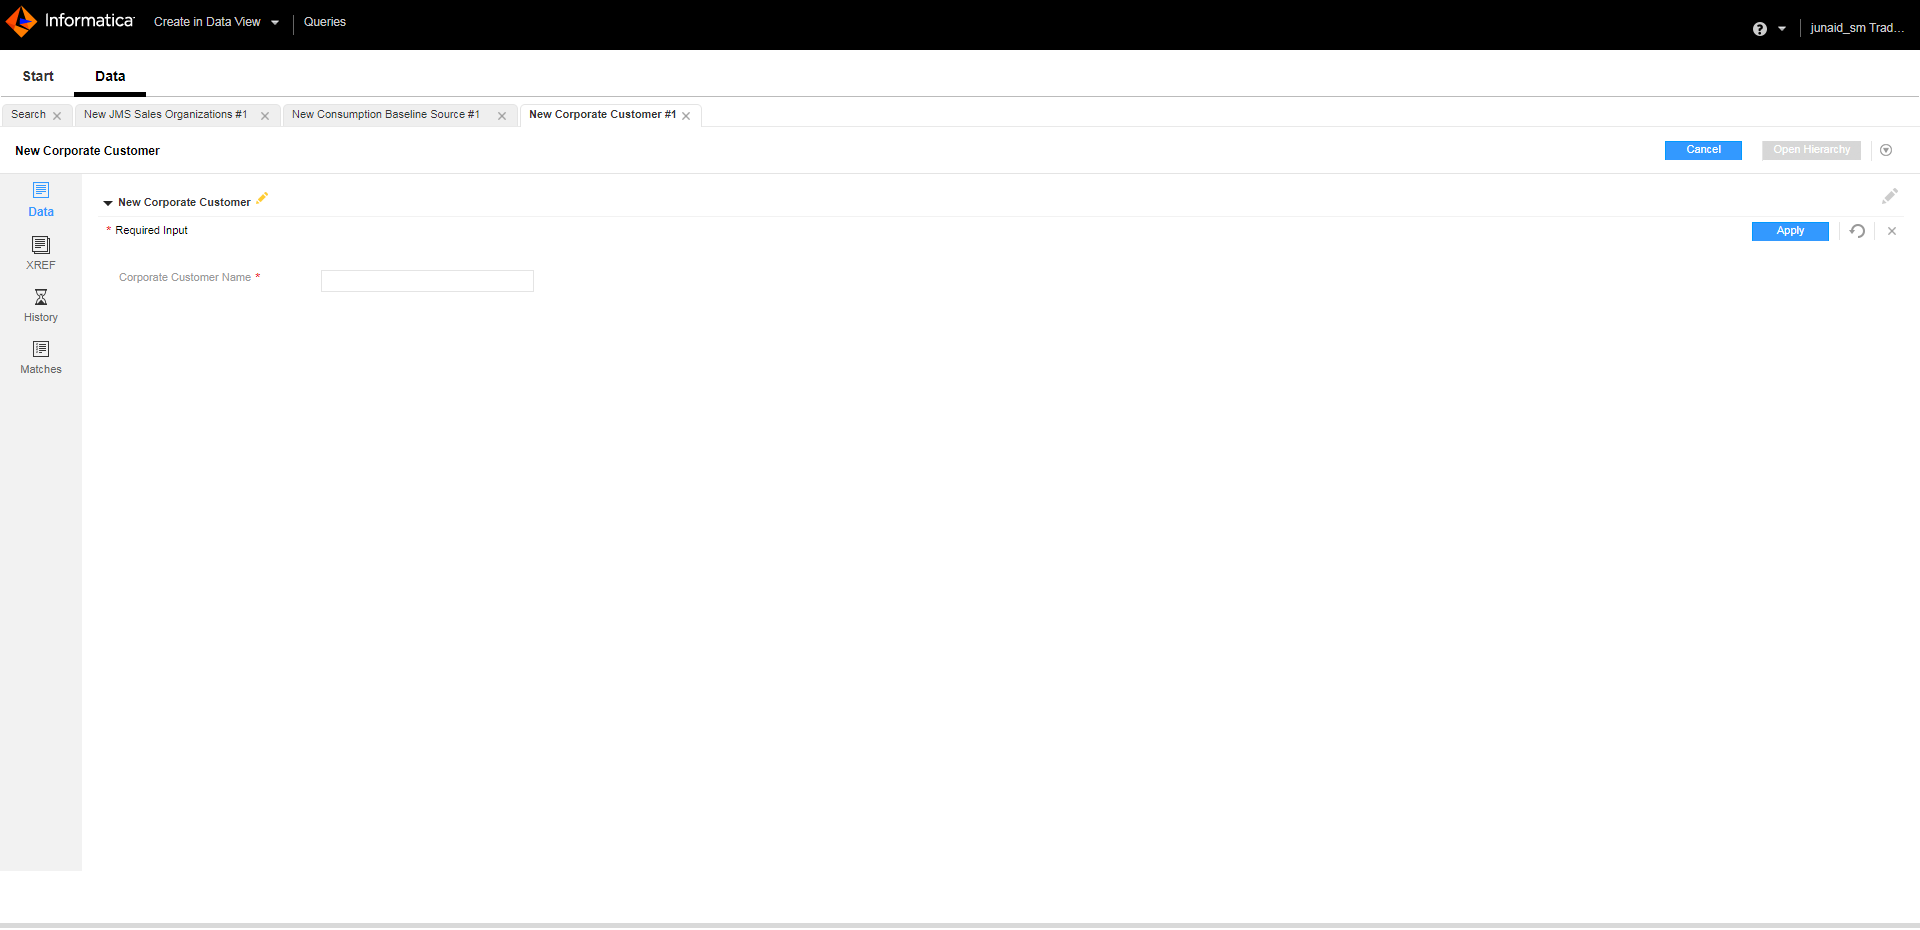 Informatica Create in Data View Queries junaid_sm Trad...
Start Data
Search New JMS Sales Organizations #1 New Consumption Baseline Source #1 New Corporate Customer #1
New Corporate Customer Cancel Open Hierarchy
Data
New Corporate Customer
* Required Input Apply
XREF
Corporate Customer Name *
History
Matches